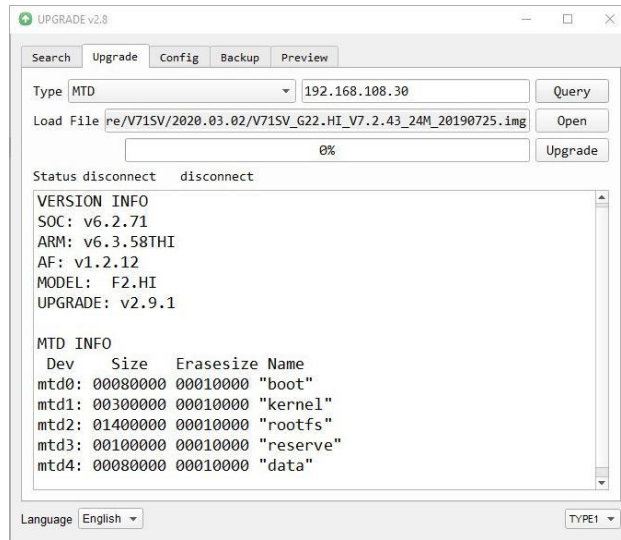 UPGRADE v2.8
Search Upgrade Config Backup Preview
Type MTD 192.168.108.30 Query
Load File re/V71SV/2020.03.02/V71SV_G22.HI_V7.2.43_24M_20190725.img Open
0% Upgrade
Status disconnect disconnect
VERSION INFO
SOC: v6.2.71
ARM: v6.3.58THI
AF: v1.2.12
MODEL: F2.HI
UPGRADE: v2.9.1
MTD INFO
Dev Size Erasesize Name
mtd0: 00080000 00010000 "boot"
mtd1: 00300000 00010000 "kernel"
mtd2: 01400000 00010000 "rootfs"
mtd3: 00100000 00010000 "reserve"
mtd4: 00080000 00010000 "data"
Language English TYPE1